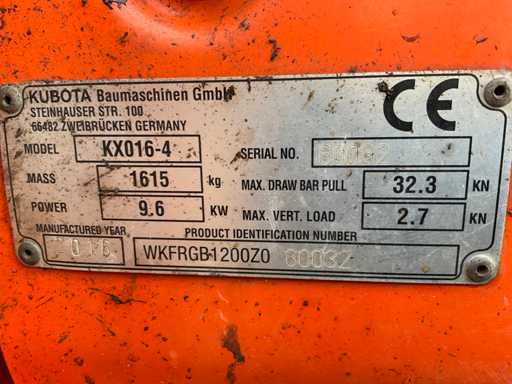 KUBOTA Baumaschinen GmbH
STEINHAUSER STR. 100
66482 ZWEIBRÜCKEN GERMANY
CE
MODEL KX016-4 SERIAL NO.
MASS 1615 kg MAX. DRAW BAR PULL 32.3 KN
POWER 9.6 KW MAX. VERT. LOAD 2.7 KN
MANUFACTURED YEAR PRODUCT IDENTIFICATION NUMBER
WKFRGB1200Z0